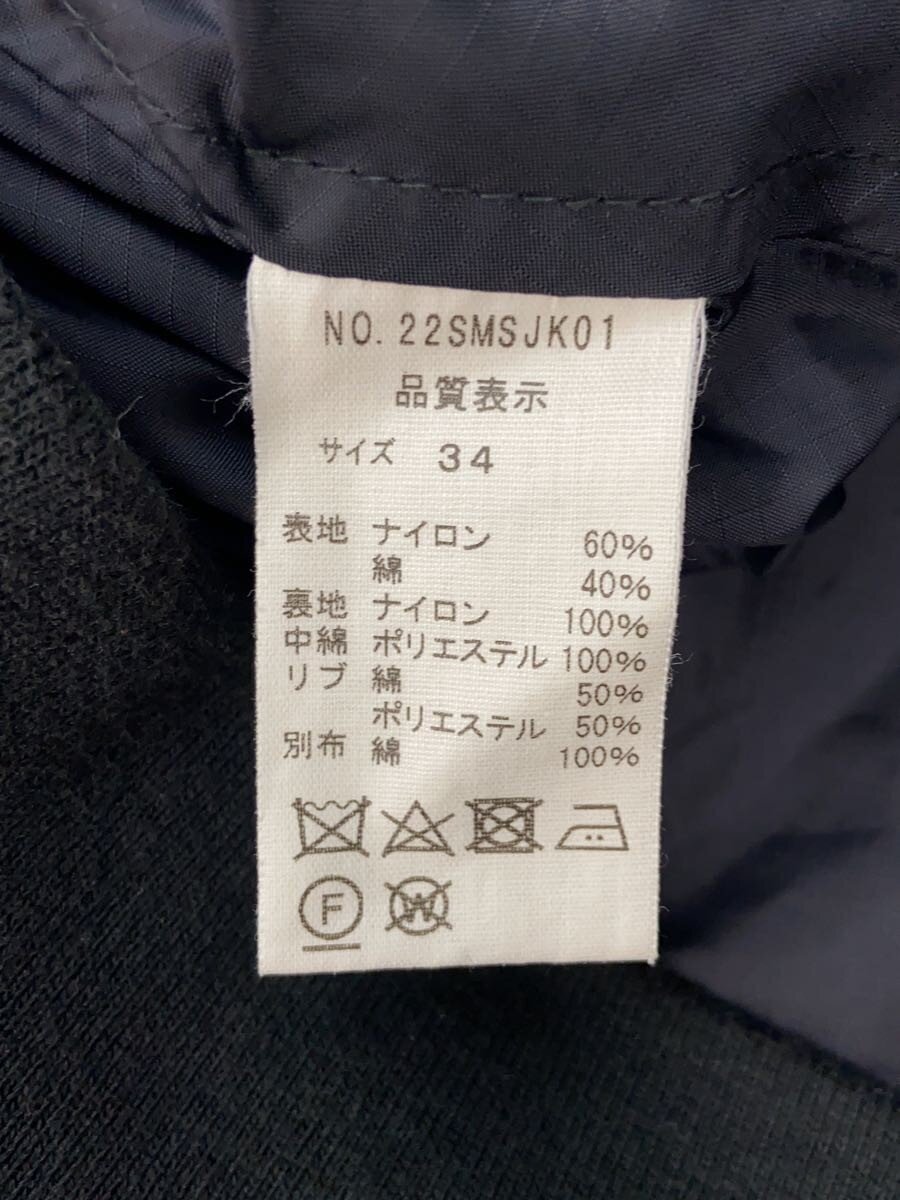 NO. 22SMSJK01
品質表示
サイズ 34
表地 ナイロン 60%
綿 40%
裏地 ナイロン 100%
中綿 ポリエステル 100%
リブ 綿 50%
ポリエステル 50%
別布 綿 100%
F W